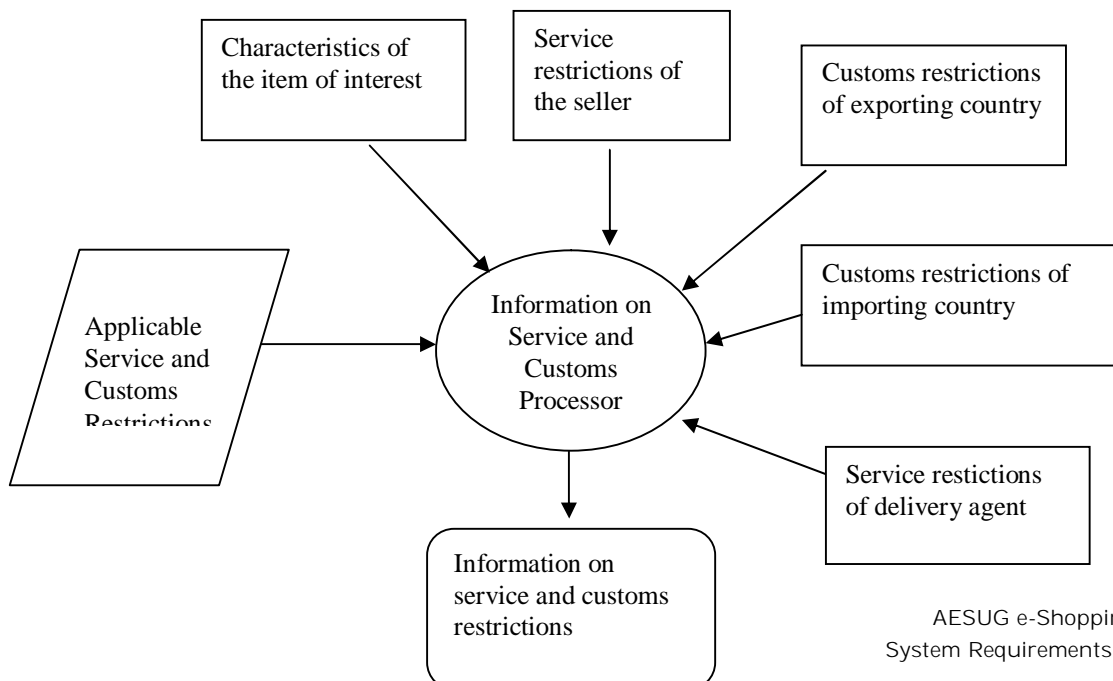 Characteristics of
the item of interest
Service
restrictions of
the seller
Customs restrictions
of exporting country
Applicable
Service and
Customs
Restrictions
Information on
Service and
Customs
Processor
Customs restrictions of
importing country
Service restictions
of delivery agent
Information on
service and customs
restrictions
AESUG e-Shoppin
System Requirements